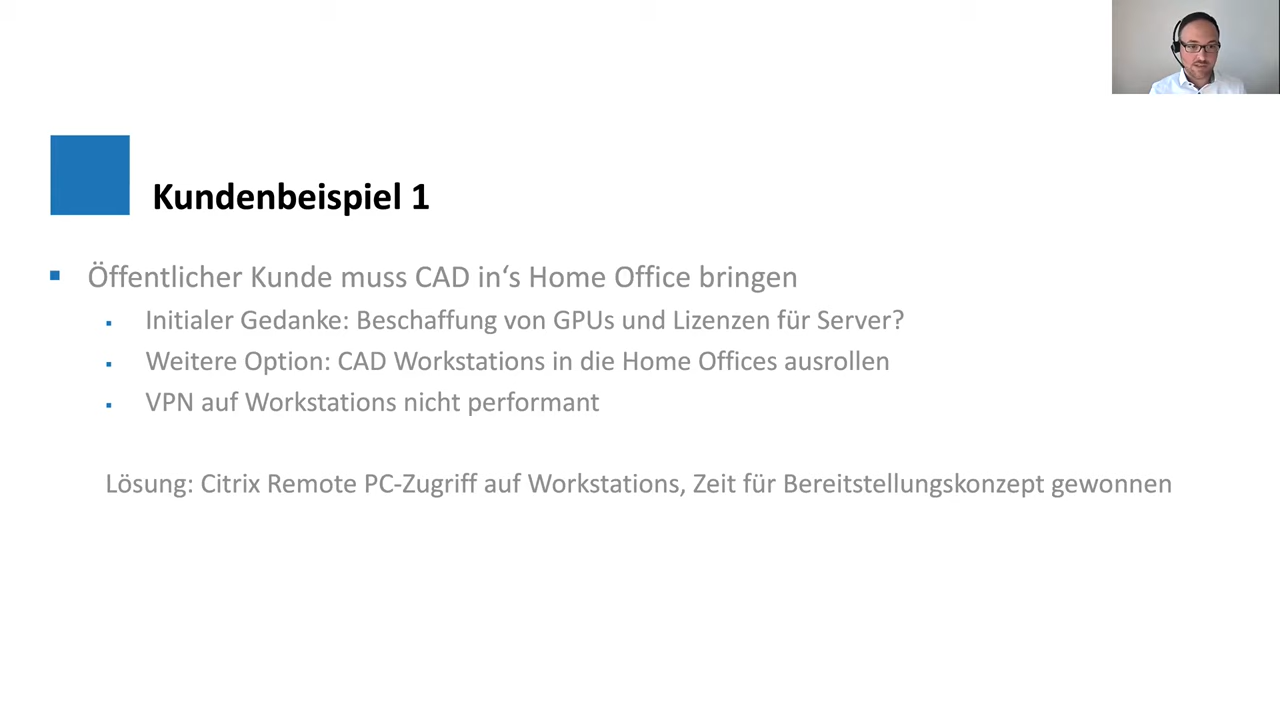 Kundenbeispiel 1
Öffentlicher Kunde muss CAD in‘s Home Office bringen
Initialer Gedanke: Beschaffung von GPUs und Lizenzen für Server?
Weitere Option: CAD Workstations in die Home Offices ausrollen
VPN auf Workstations nicht performant
Lösung: Citrix Remote PC-Zugriff auf Workstations, Zeit für Bereitstellungskonzept gewonnen